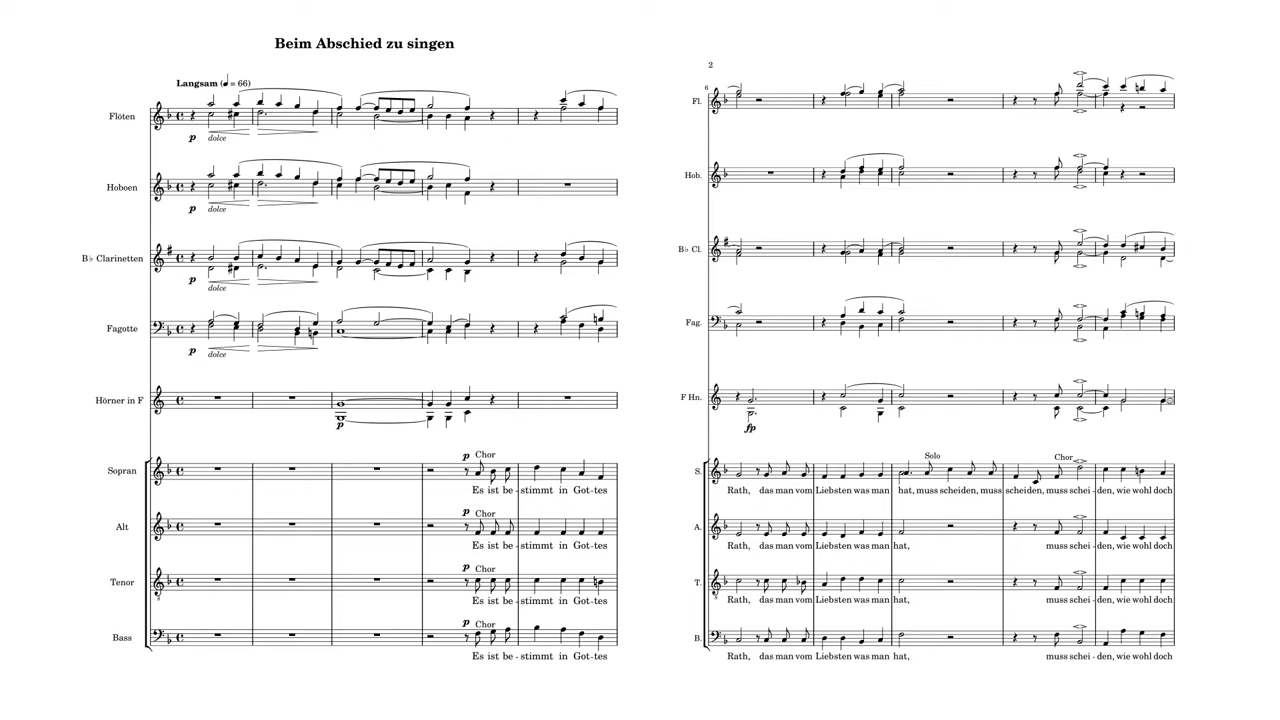 Beim Abschied zu singen
Langsam (♩ = 66)
Flöten
p
dolce
Hoboen
p
dolce
B♭ Clarinetten
p
dolce
Fagotte
p
dolce
Hörner in F
p
p Chor
Sopran
Es ist be - stimmt in Got - tes
p Chor
Alt
Es ist be - stimmt in Got - tes
p Chor
Tenor
Es ist be - stimmt in Got - tes
p Chor
Bass
Es ist be - stimmt in Got - tes
2
6
Fl.
Hob.
B♭ Cl.
Fag.
F Hn.
fp
Solo Chor
S.
Rath, das man vom Liebsten was man hat, muss scheiden, muss scheiden, muss schei - den, wie wohl doch
A.
Rath, das man vom Liebsten was man hat, muss schei - den, wie wohl doch
T.
Rath, das man vom Liebsten was man hat, muss schei - den, wie wohl doch
B.
Rath, das man vom Liebsten was man hat, muss schei - den, wie wohl doch